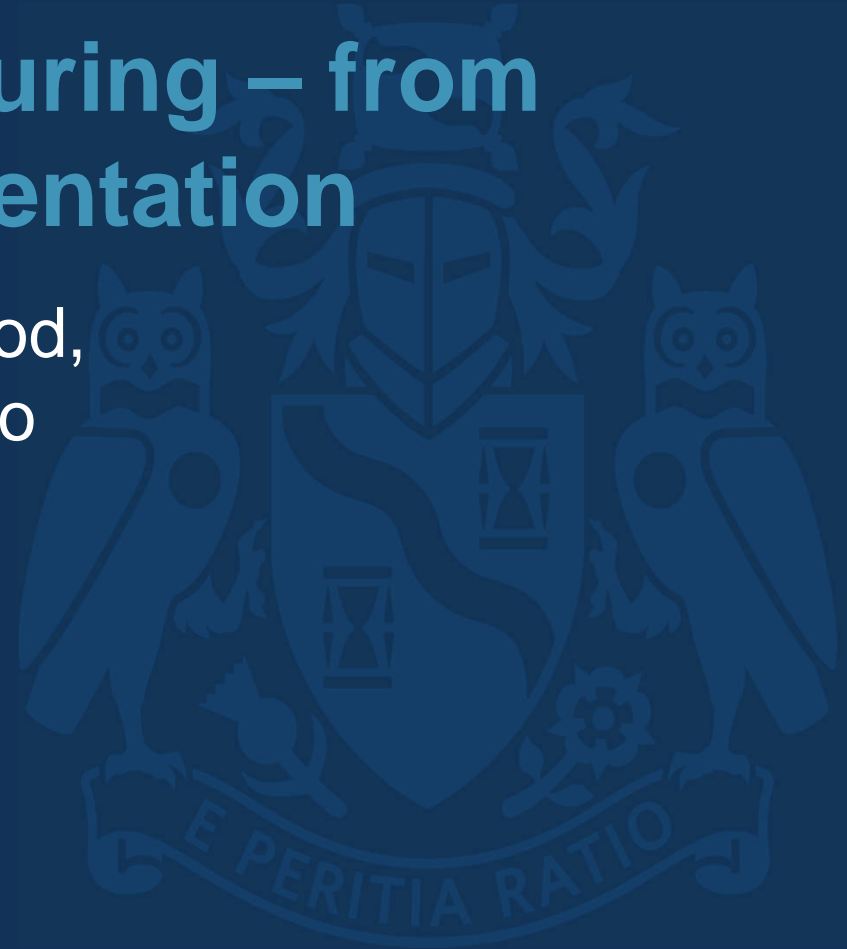 uring – from
entation
od,
o
E PERITIA RATIO